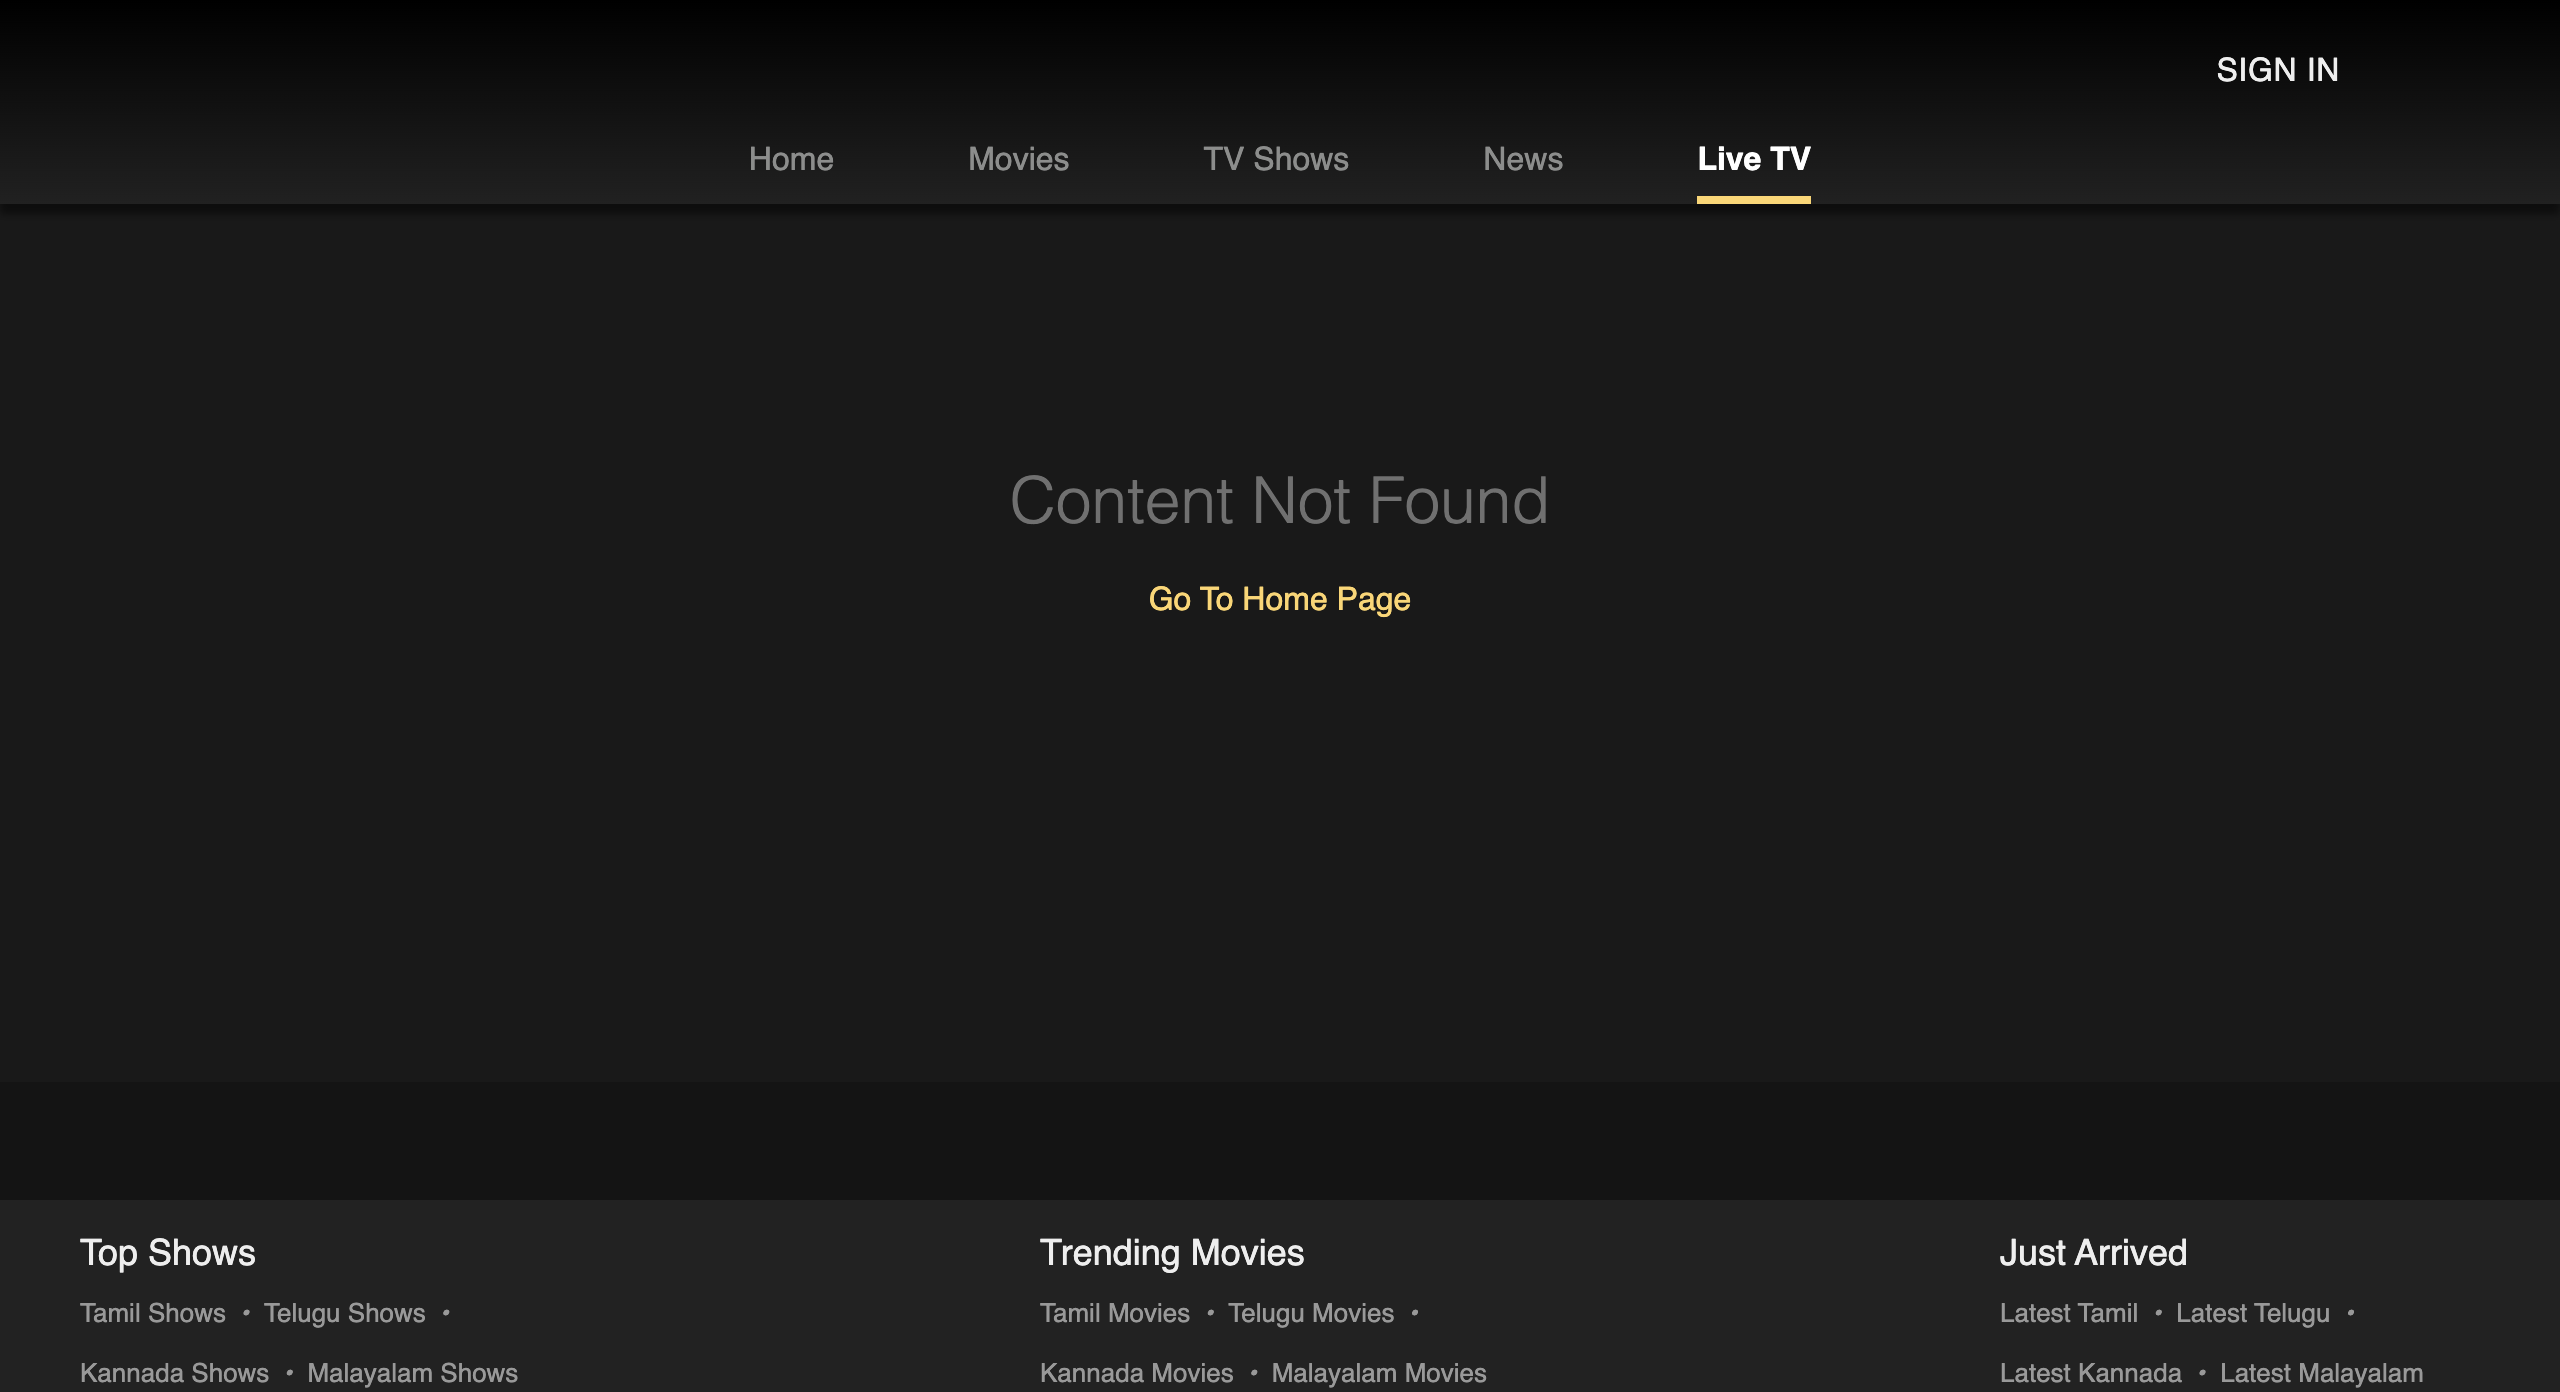 SIGN IN
Home Movies TV Shows News Live TV
Content Not Found
Go To Home Page
Top Shows
Tamil Shows • Telugu Shows •
Kannada Shows • Malayalam Shows
Trending Movies
Tamil Movies • Telugu Movies •
Kannada Movies • Malayalam Movies
Just Arrived
Latest Tamil • Latest Telugu •
Latest Kannada • Latest Malayalam